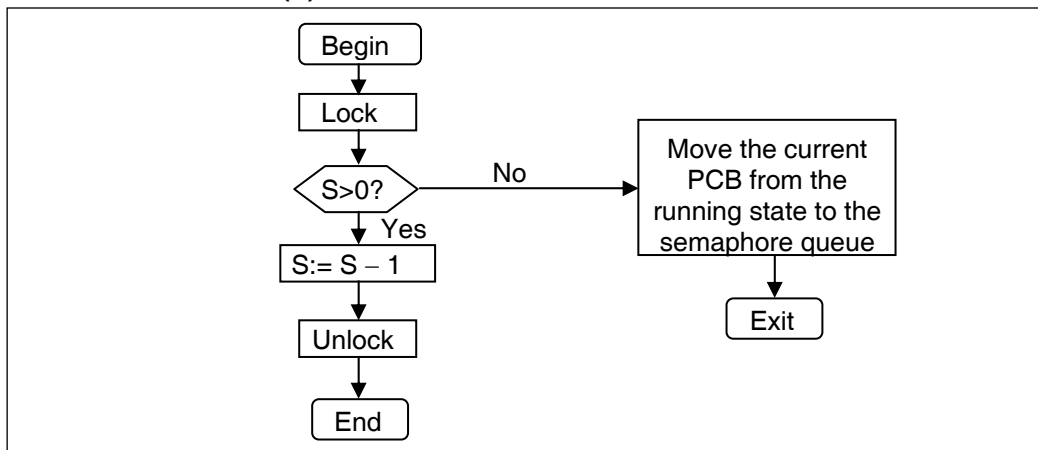 Begin
Lock
S>0?
No
Yes
S:= S – 1
Unlock
End
Move the current
PCB from the
running state to the
semaphore queue
Exit